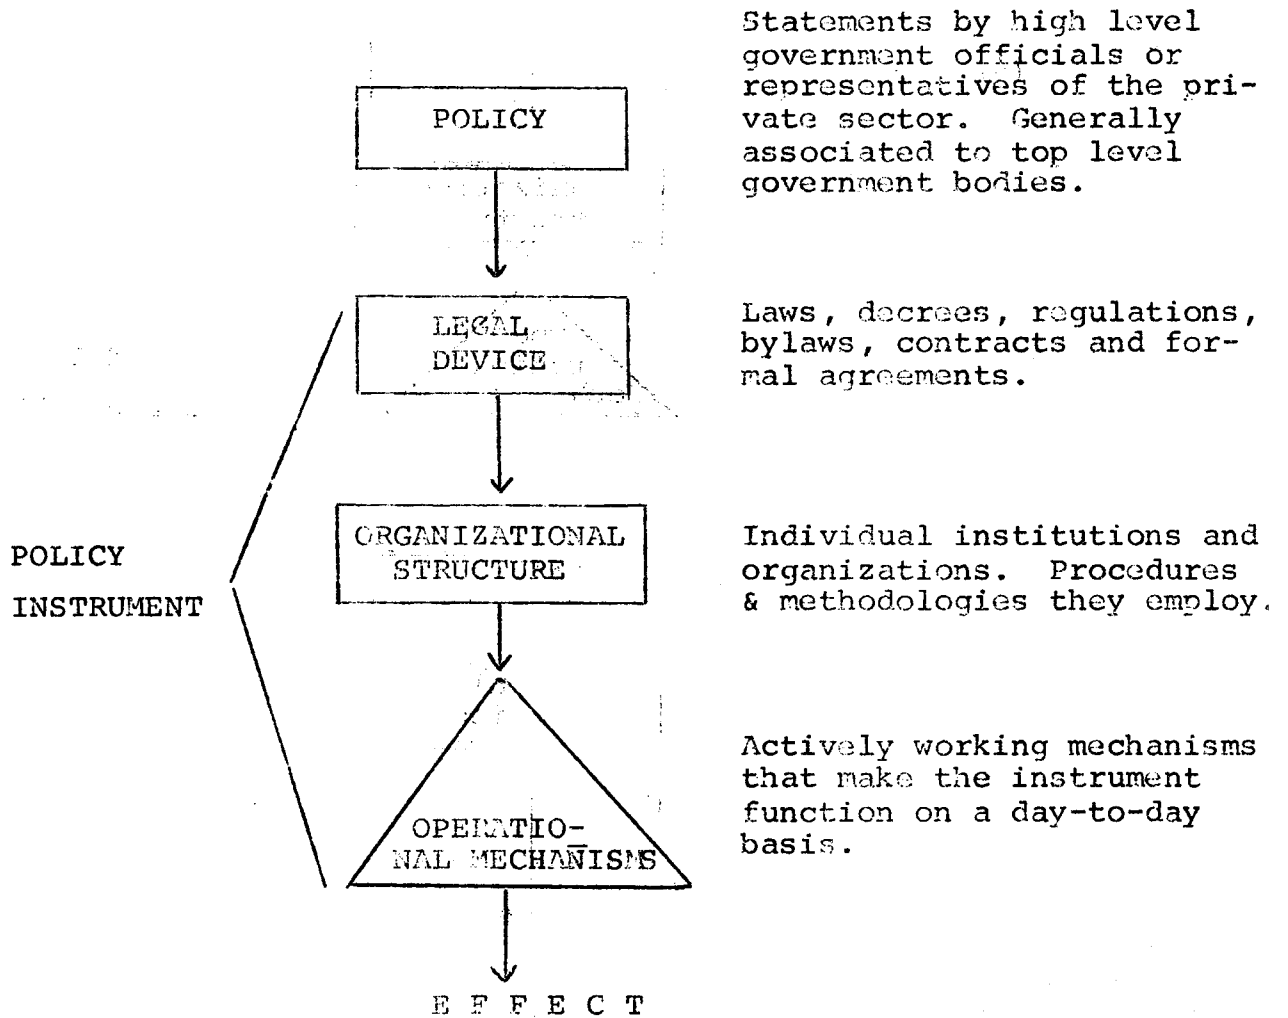 Statements by high level
government officials or
representatives of the pri-
vate sector.  Generally
associated to top level
government bodies.
POLICY
LEGAL
DEVICE
Laws, decrees, regulations,
bylaws, contracts and for-
mal agreements.
ORGANIZATIONAL
STRUCTURE
Individual institutions and
organizations.  Procedures
& methodologies they employ.
POLICY
INSTRUMENT
OPERATIO-
NAL MECHANISMS
Actively working mechanisms
that make the instrument
function on a day-to-day
basis.
E F F E C T